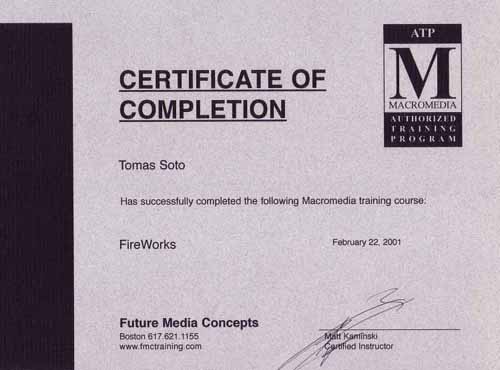 ATP
M
MACROMEDIA
AUTHORIZED
TRAINING
PROGRAM
CERTIFICATE OF
COMPLETION
Tomas Soto
Has successfully completed the following Macromedia training course:
FireWorks
February 22, 2001
Future Media Concepts
Boston 617.621.1155
www.fmctraining.com
Matt Kaminski
Certified Instructor